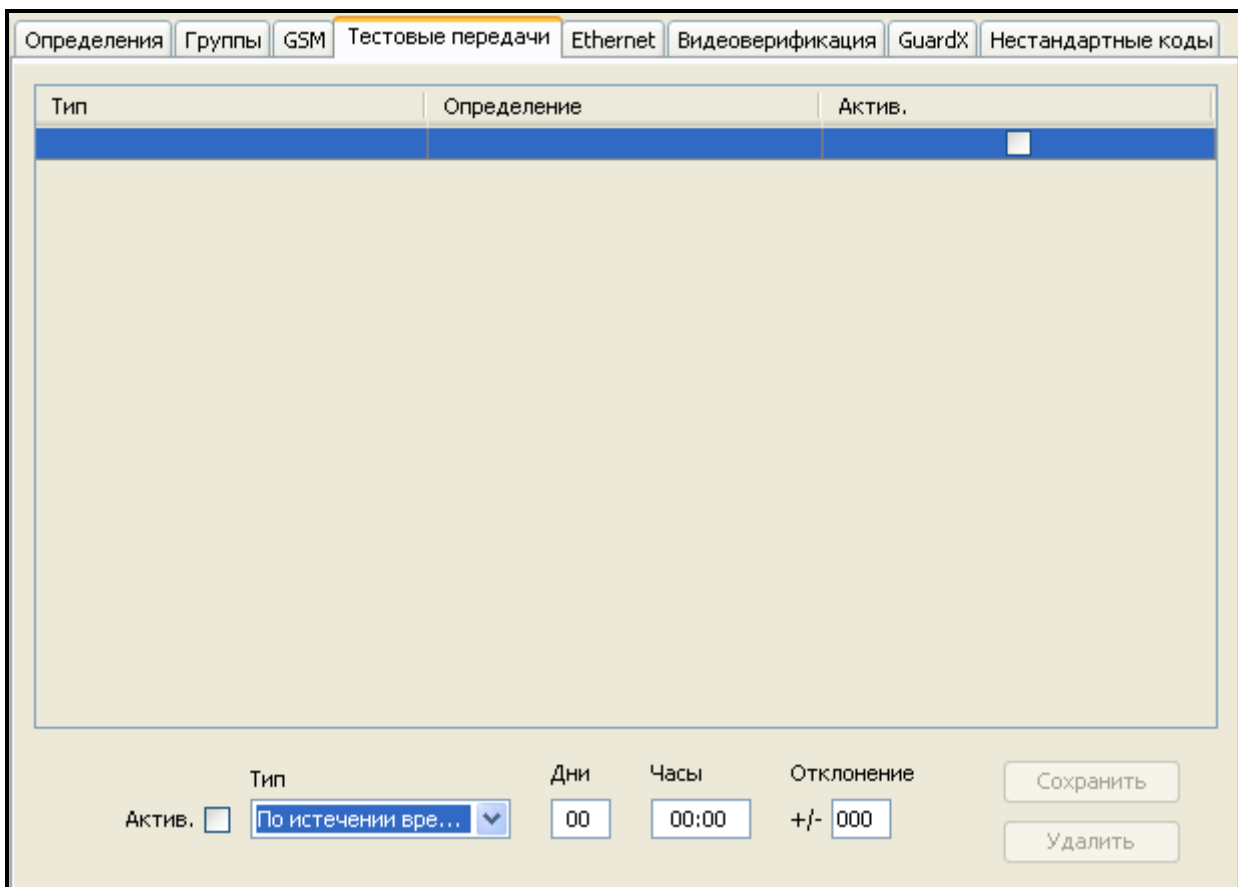 Определения Группы GSM Тестовые передачи Ethernet Видеоверификация GuardX Нестандартные коды
Тип Определение Актив.
Тип Дни Часы Отклонение Сохранить
Актив. По истечении вре... 00 00:00 +/- 000
Удалить